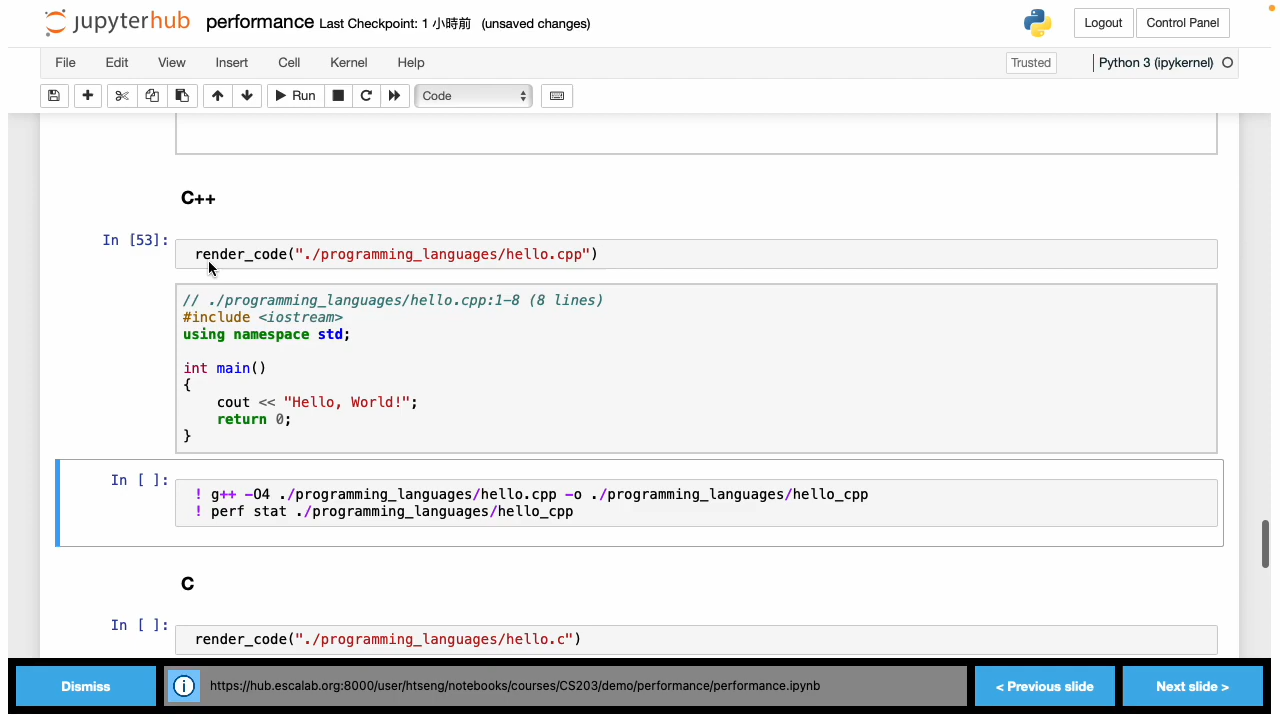 jupyterhub performance Last Checkpoint: 1 小時前 (unsaved changes) Logout Control Panel
File Edit View Insert Cell Kernel Help Trusted Python 3 (ipykernel)
Run Code
C++
In [53]: render_code("./programming_languages/hello.cpp")
// ./programming_languages/hello.cpp:1-8 (8 lines)
#include <iostream>
using namespace std;
int main()
{
cout << "Hello, World!";
return 0;
}
In [ ]: ! g++ -O4 ./programming_languages/hello.cpp -o ./programming_languages/hello_cpp
! perf stat ./programming_languages/hello_cpp
C
In [ ]: render_code("./programming_languages/hello.c")
Dismiss https://hub.escalab.org:8000/user/htseng/notebooks/courses/CS203/demo/performance/performance.ipynb < Previous slide Next slide >